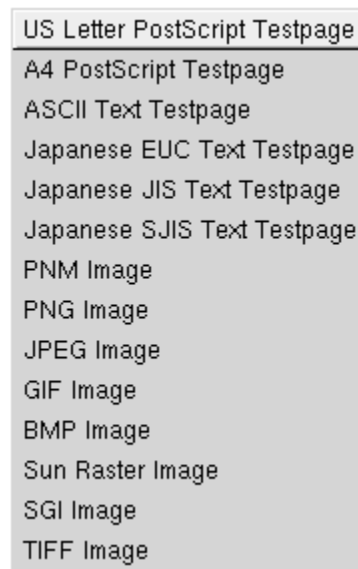 US Letter PostScript Testpage
A4 PostScript Testpage
ASCII Text Testpage
Japanese EUC Text Testpage
Japanese JIS Text Testpage
Japanese SJIS Text Testpage
PNM Image
PNG Image
JPEG Image
GIF Image
BMP Image
Sun Raster Image
SGI Image
TIFF Image